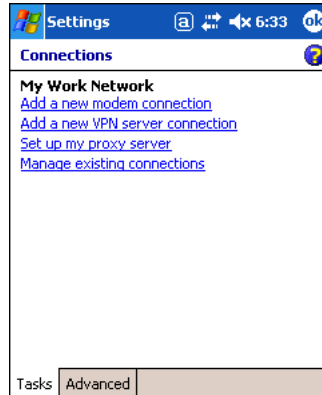 Settings a 6:33 ok
Connections ?
My Work Network
Add a new modem connection
Add a new VPN server connection
Set up my proxy server
Manage existing connections
Tasks Advanced